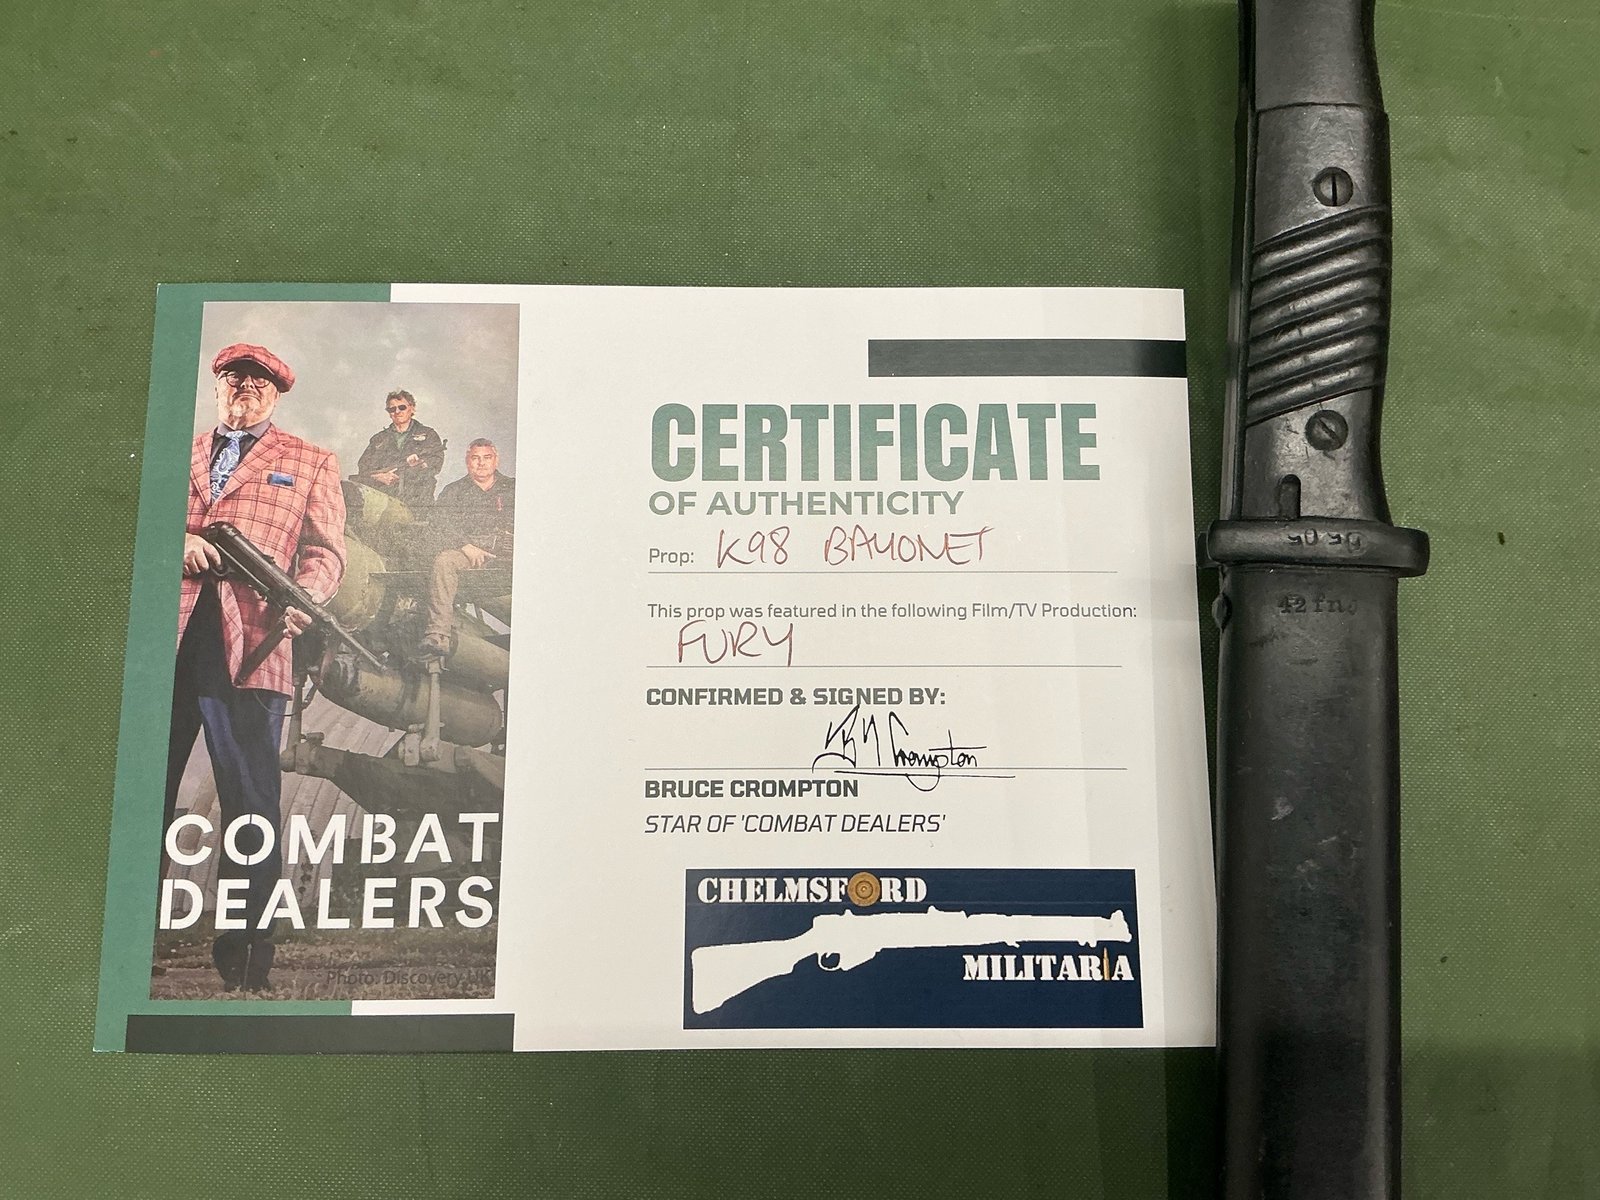 CERTIFICATE
OF AUTHENTICITY
Prop: K98 BAYONET
This prop was featured in the following Film/TV Production:
FURY
CONFIRMED & SIGNED BY:
BRUCE CROMPTON
STAR OF 'COMBAT DEALERS'
CHELMSFORD
MILITARIA
COMBAT
DEALERS
Photo: Discovery UK
42 fnj